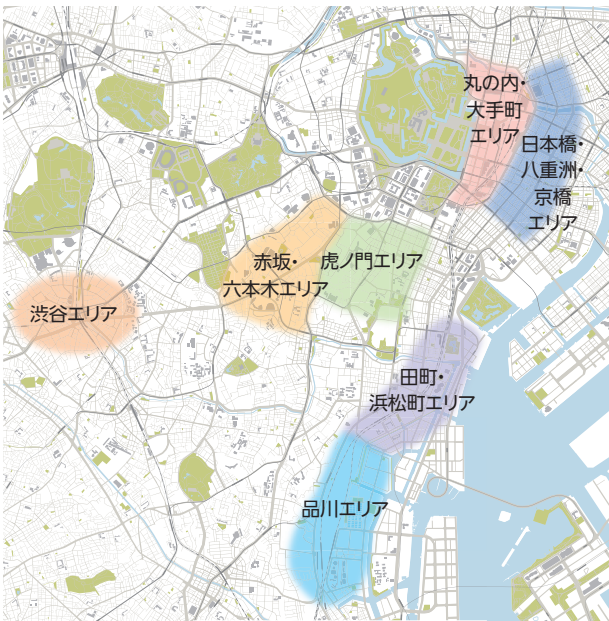 丸の内・
大手町
エリア
日本橋・
八重洲・
京橋
エリア
赤坂・
六本木エリア
虎ノ門エリア
渋谷エリア
田町・
浜松町エリア
品川エリア